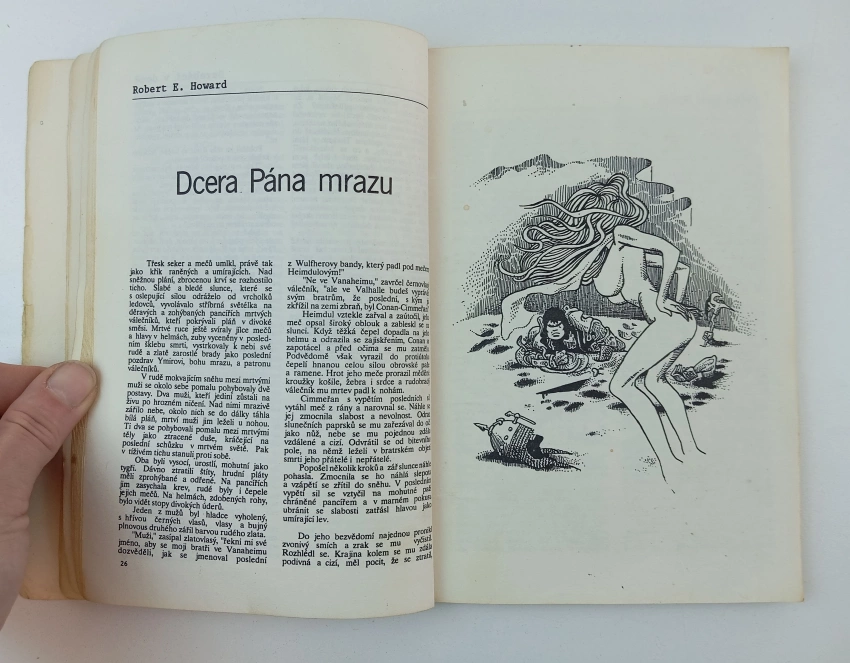 Robert E. Howard
Dcera Pána mrazu
Třesk seker a mečů umlkl, právě tak
jako křik raněných a umírajících. Nad
sněžnou plání, zbrocenou krví se rozhostilo
ticho. Slabé a bledé slunce, které se
s oslepující silou odráželo od vrcholků
ledovců, vyvolávalo stříbrná světélka na
děravých a zohýbaných pancířích mrtvých
válečníků, kteří pokrývali pláň v divoké
směsi. Mrtvé ruce ještě svíraly jílce mečů
a hlavy v helmách, zuby vyceněny v posled-
ním šklebu smrti, vystrkovaly k nebi své
rudé a zlaté zarostlé brady jako poslední
pozdrav Ymirovi, bohu mrazu, a patronu
válečníků.
V rudě mokvajícím sněhu mezi mrtvými
muži se okolo sebe pomalu pohybovaly dvě
postavy. Dva muži, kteří jediní zůstali na
živu po hrozném ničení. Nad nimi mrazivě
zářilo nebe, okolo nich se do dálky táhla
bílá pláň, mrtví muži jim leželi u nohou.
Ti dva se pohybovali pomalu mezi mrtvými
těly jako ztracené duše, kráčející na
poslední schůzku v mrtvém světě. Pak
v tíživém tichu stanuli proti sobě.
Oba byli vysocí, urostlí, mohutní jako
tygři. Dávno ztratili štíty, hrudní pláty
měli zprohýbané a odřené. Na pancířích
jim zasychala krev, rudé byly i čepele
jejich mečů. Na helmách, zdobených rohy,
bylo vidět stopy divokých úderů.
Jeden z mužů byl hladce vyholený,
s hřívou černých vlasů, vlasy a bujný
plnovous druhého zářil barvou rudého zlata.
"Muži," zasípal zlatovlasý, "řekni mi své
jméno, aby se moji bratři ve Vanaheimu
dozvěděli, jak se jmenoval poslední
26
z Wulfherovy bandy, který padl pod mečem
Heimdulovým!"
"Ne ve Vanaheimu," zavrčel černovlasý
válečník, "ale ve Valhalle budeš vyprávět
svým bratrům, že poslední, s kým
zkřížil na zemi zbraň, byl Conan-Cimmeřan!"
Heimdul vztekle zařval a zaútočil,
meč opsal široký oblouk a zableskl se
slunci. Když těžká čepel dopadla na
helmu a odrazila se zajiskřením, Conan
zapotácel a před očima se mu zatmělo.
Podvědomě však vyrazil do protiútoku
čepel hnanou celou silou obrovské
a ramene. Hrot jeho meče prorazil
kroužky košile, žebra i srdce a rudobradý
válečník mu mrtev padl k nohám.
Cimmeřan s vypětím posledních sil
vytáhl meč z rány a narovnal se. Náhle
jej zmocnila slabost a nevolnost. Odraz
slunečních paprsků se mu zařezával do očí
jako nůž, nebe se mu pojednou zdálo
vzdálené a cizí. Odvrátil se od bitevního
pole, na němž leželi v bratrském objetí
smrti jeho přátelé i nepřátelé.
Popošel několik kroků a zář slunce náhle
pohasla. Zmocnila se ho náhlá slepota
a vzápětí se zřítil do sněhu. V posledním
vypětí sil se vztyčil na mohutné paže
chráněné pancířem a v marném pokusu
ubránit se slabosti zatřásl hlavou jako
umírající lev.
Do jeho bezvědomí najednou pronikl
zvonivý smích a zrak se mu vyčistil.
Rozhlédl se. Krajina kolem se mu zdála
podivná a cizí, měl pocit, že se ztratil